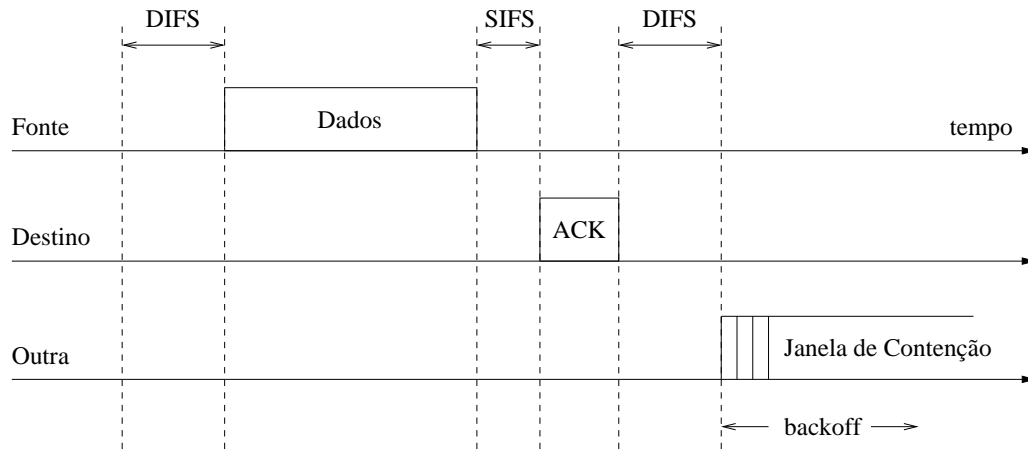 DIFS
SIFS
DIFS
Fonte
Dados
tempo
Destino
ACK
Outra
Janela de Contenção
backoff